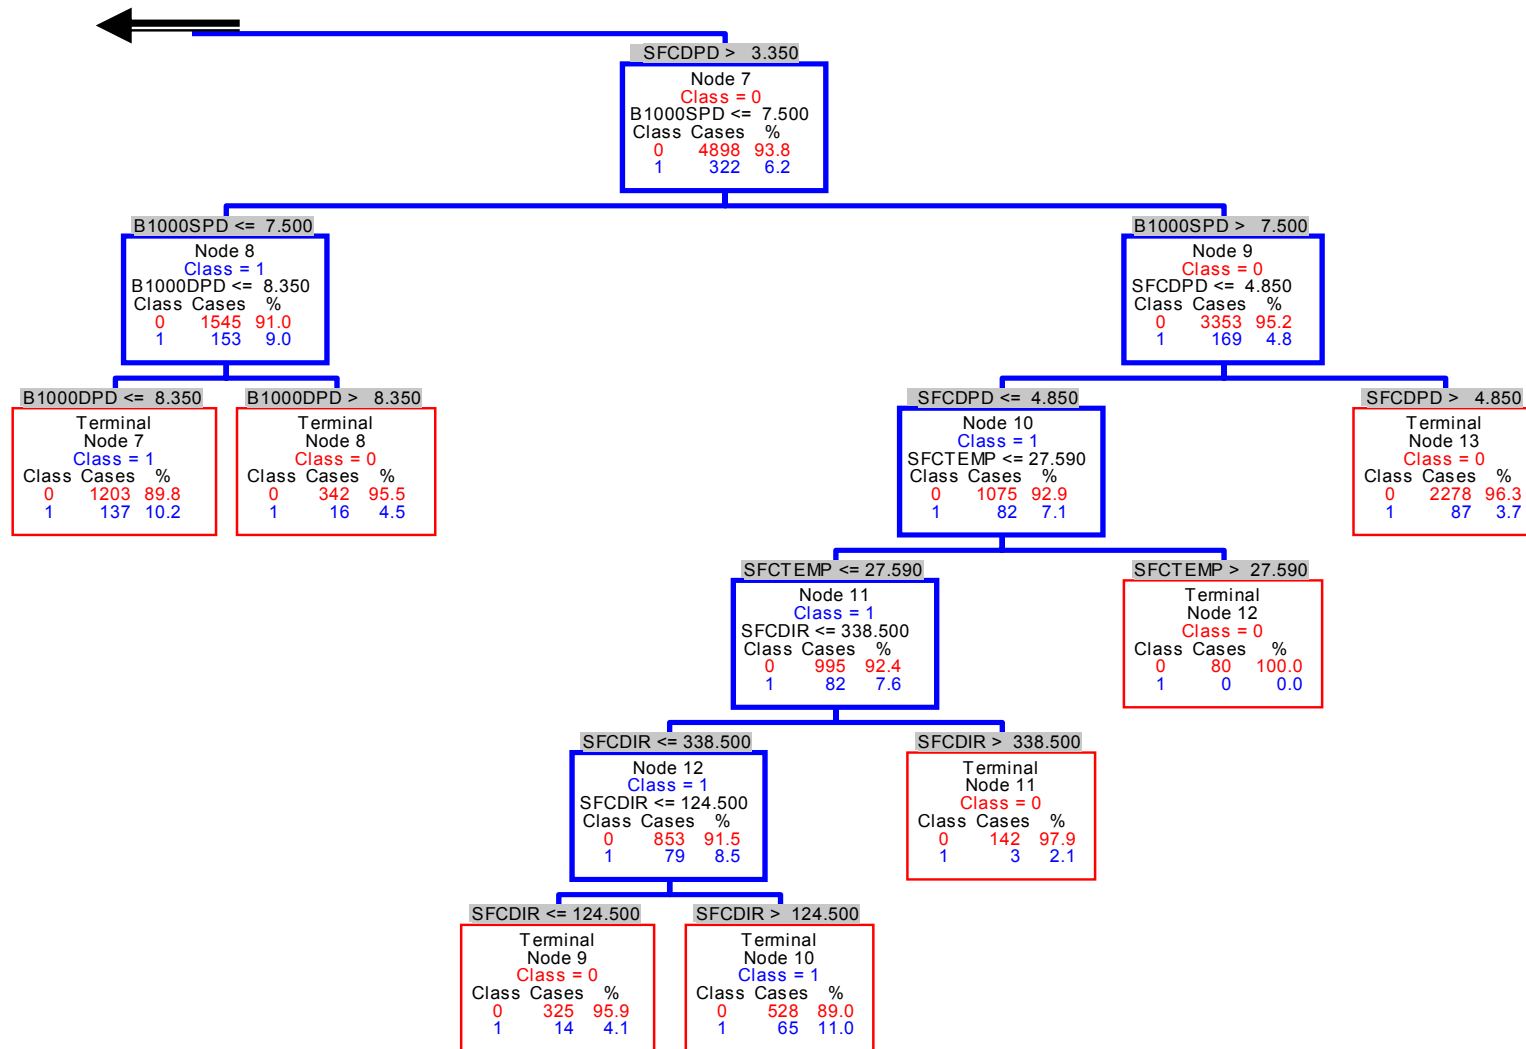 SFCDPD > 3.350
Node 7
Class = 0
B1000SPD <= 7.500
Class Cases %
0 4898 93.8
1 322 6.2
B1000SPD <= 7.500
Node 8
Class = 1
B1000DPD <= 8.350
Class Cases %
0 1545 91.0
1 153 9.0
B1000SPD > 7.500
Node 9
Class = 0
SFCDPD <= 4.850
Class Cases %
0 3353 95.2
1 169 4.8
B1000DPD <= 8.350
Terminal
Node 7
Class = 1
Class Cases %
0 1203 89.8
1 137 10.2
B1000DPD > 8.350
Terminal
Node 8
Class = 0
Class Cases %
0 342 95.5
1 16 4.5
SFCDPD <= 4.850
Node 10
Class = 1
SFCTEMP <= 27.590
Class Cases %
0 1075 92.9
1 82 7.1
SFCDPD > 4.850
Terminal
Node 13
Class = 0
Class Cases %
0 2278 96.3
1 87 3.7
SFCTEMP <= 27.590
Node 11
Class = 1
SFCDIR <= 338.500
Class Cases %
0 995 92.4
1 82 7.6
SFCTEMP > 27.590
Terminal
Node 12
Class = 0
Class Cases %
0 80 100.0
1 0 0.0
SFCDIR <= 338.500
Node 12
Class = 1
SFCDIR <= 124.500
Class Cases %
0 853 91.5
1 79 8.5
SFCDIR > 338.500
Terminal
Node 11
Class = 0
Class Cases %
0 142 97.9
1 3 2.1
SFCDIR <= 124.500
Terminal
Node 9
Class = 0
Class Cases %
0 325 95.9
1 14 4.1
SFCDIR > 124.500
Terminal
Node 10
Class = 1
Class Cases %
0 528 89.0
1 65 11.0